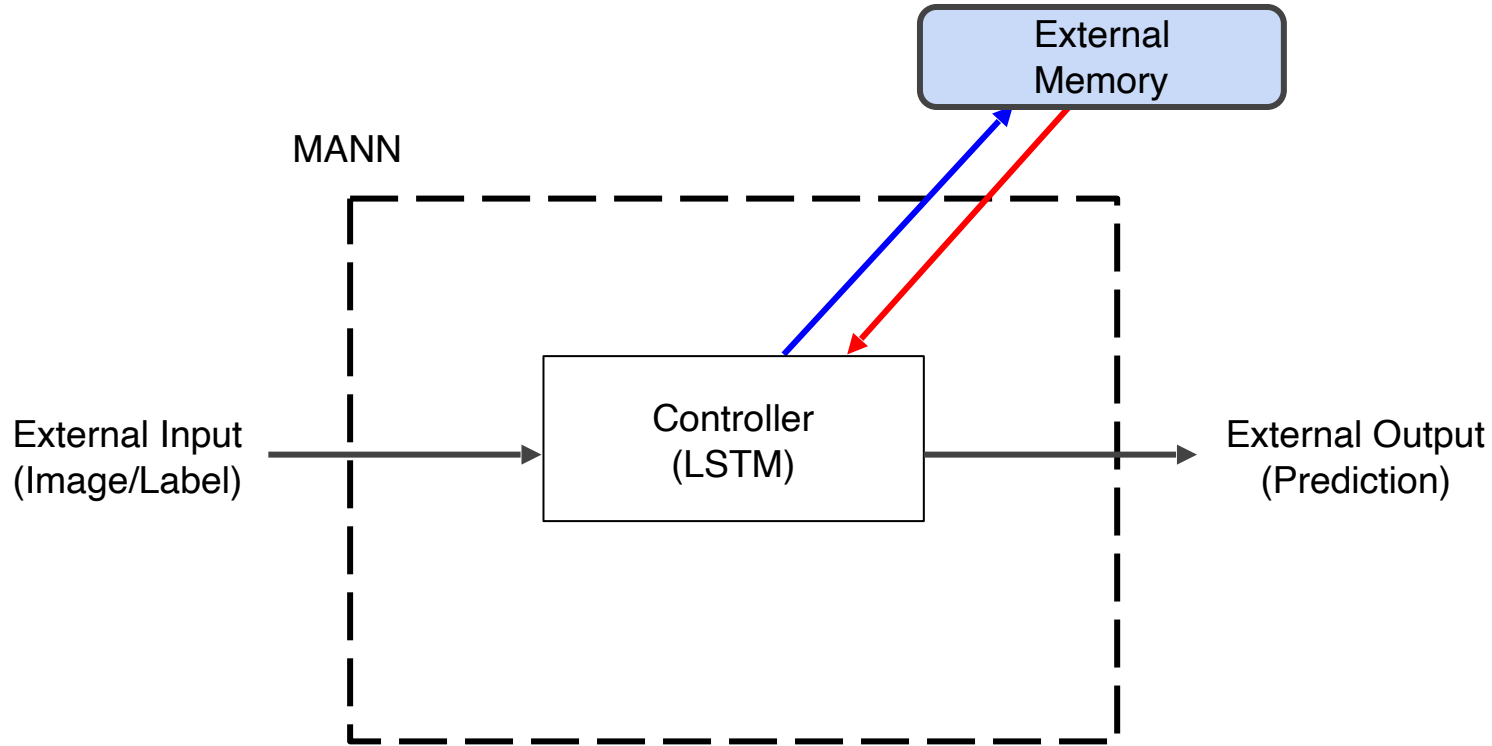 External
Memory
MANN
Controller
(LSTM)
External Input
(Image/Label)
External Output
(Prediction)